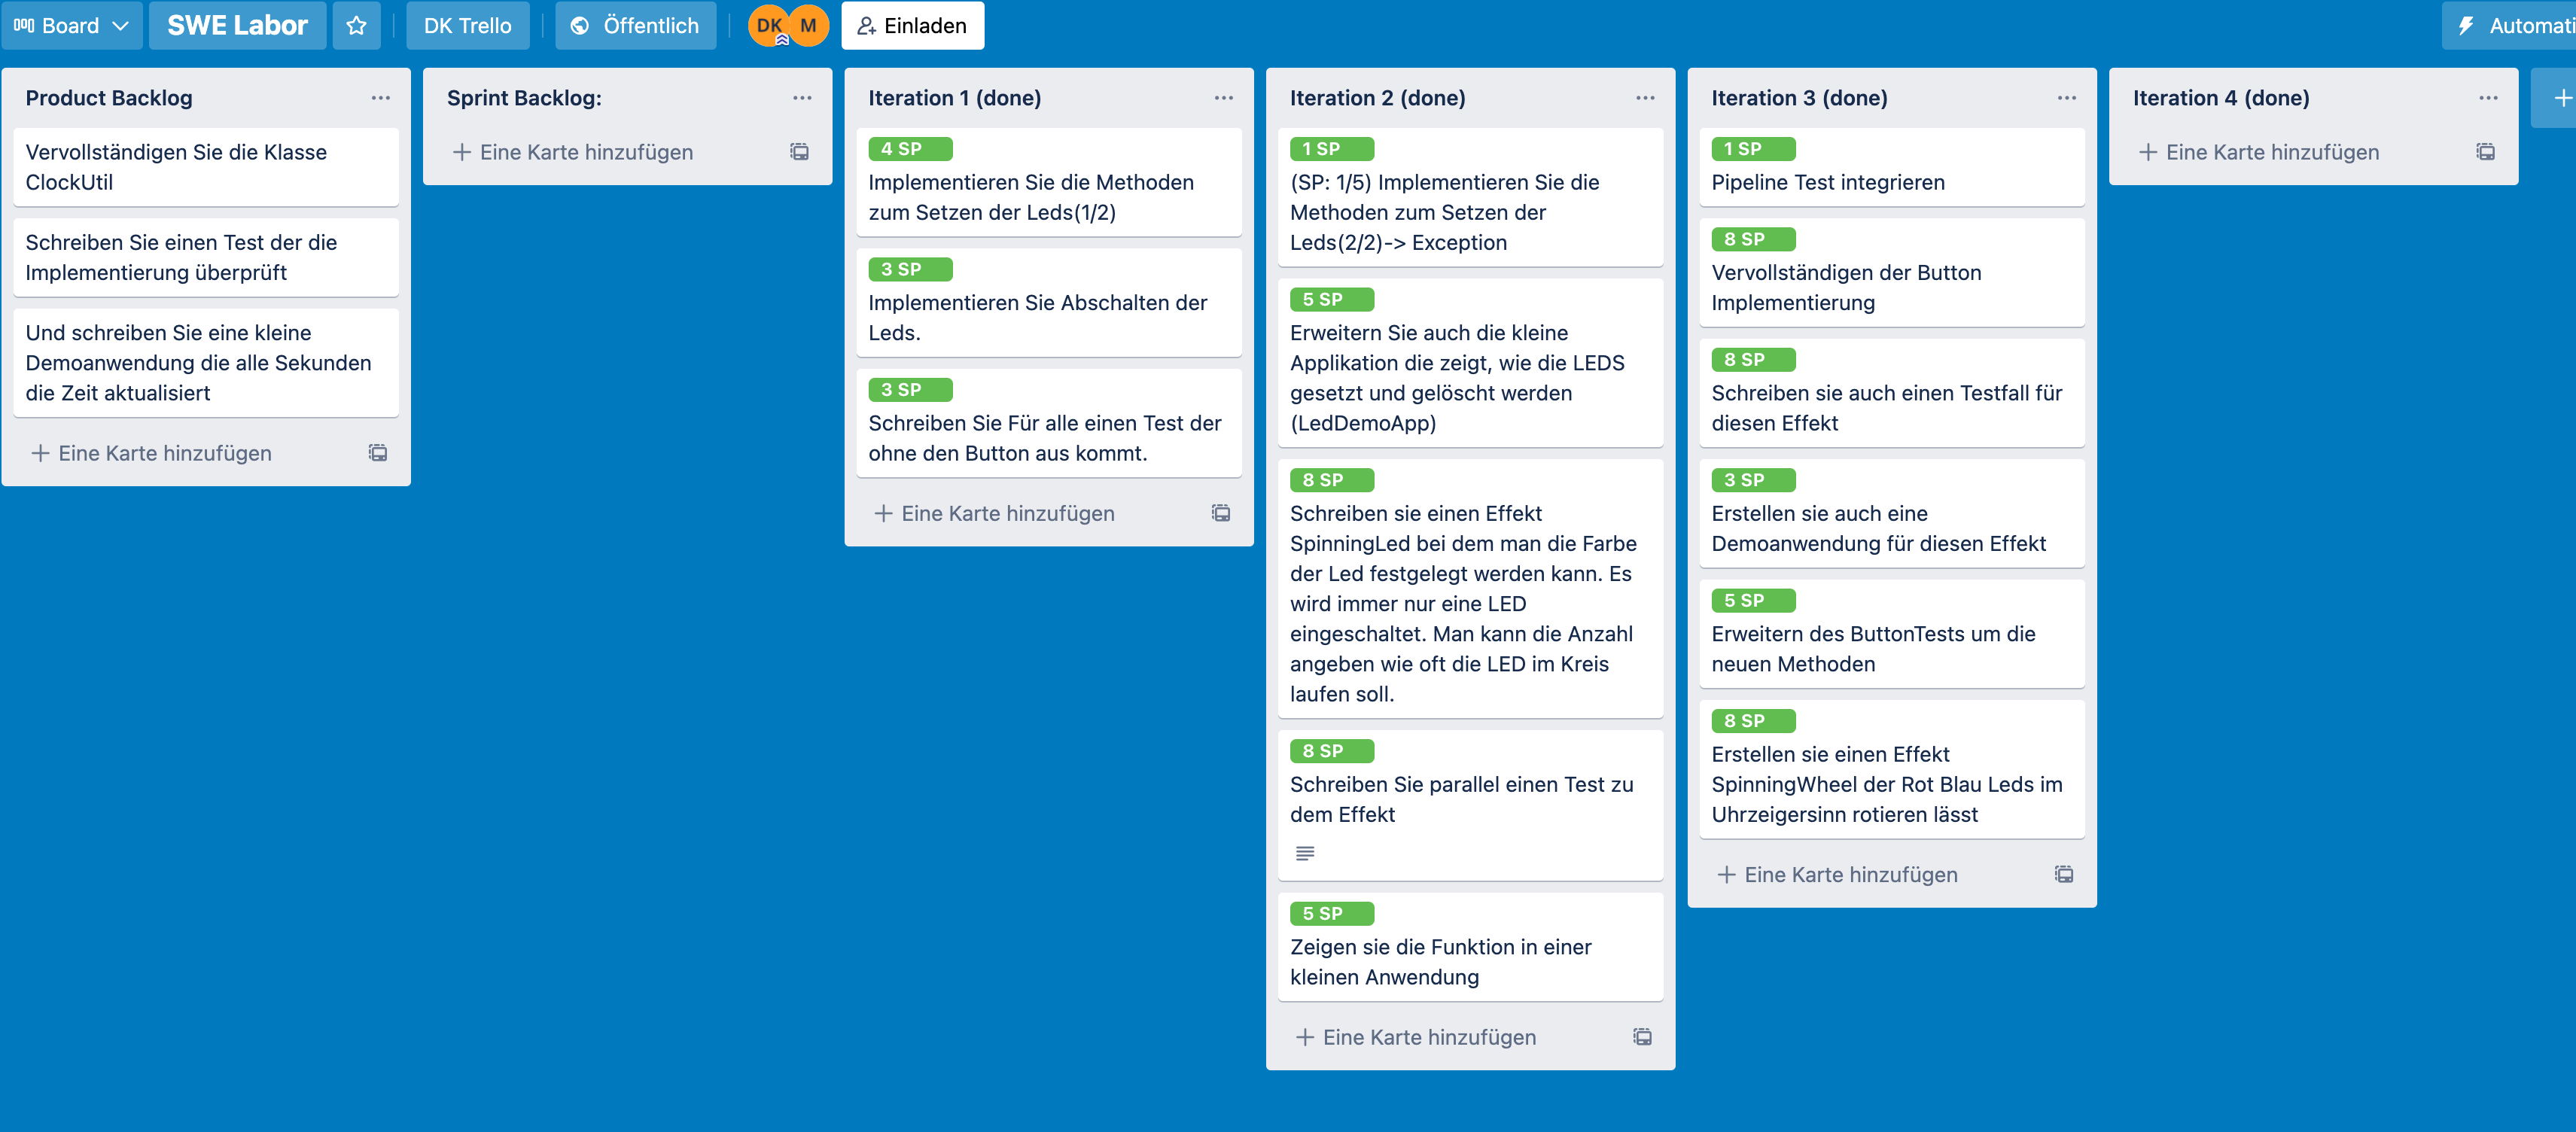 Board
SWE Labor
DK Trello
Öffentlich
DK
M
Einladen
Automati
Product Backlog
Vervollständigen Sie die Klasse
ClockUtil
Schreiben Sie einen Test der die
Implementierung überprüft
Und schreiben Sie eine kleine
Demoanwendung die alle Sekunden
die Zeit aktualisiert
+ Eine Karte hinzufügen
Sprint Backlog:
+ Eine Karte hinzufügen
Iteration 1 (done)
4 SP
Implementieren Sie die Methoden
zum Setzen der Leds(1/2)
3 SP
Implementieren Sie Abschalten der
Leds.
3 SP
Schreiben Sie Für alle einen Test der
ohne den Button aus kommt.
+ Eine Karte hinzufügen
Iteration 2 (done)
1 SP
(SP: 1/5) Implementieren Sie die
Methoden zum Setzen der
Leds(2/2)-> Exception
5 SP
Erweitern Sie auch die kleine
Applikation die zeigt, wie die LEDS
gesetzt und gelöscht werden
(LedDemoApp)
8 SP
Schreiben sie einen Effekt
SpinningLed bei dem man die Farbe
der Led festgelegt werden kann. Es
wird immer nur eine LED
eingeschaltet. Man kann die Anzahl
angeben wie oft die LED im Kreis
laufen soll.
8 SP
Schreiben Sie parallel einen Test zu
dem Effekt
5 SP
Zeigen sie die Funktion in einer
kleinen Anwendung
+ Eine Karte hinzufügen
Iteration 3 (done)
1 SP
Pipeline Test integrieren
8 SP
Vervollständigen der Button
Implementierung
8 SP
Schreiben sie auch einen Testfall für
diesen Effekt
3 SP
Erstellen sie auch eine
Demoanwendung für diesen Effekt
5 SP
Erweitern des ButtonTests um die
neuen Methoden
8 SP
Erstellen sie einen Effekt
SpinningWheel der Rot Blau Leds im
Uhrzeigersinn rotieren lässt
+ Eine Karte hinzufügen
Iteration 4 (done)
+ Eine Karte hinzufügen